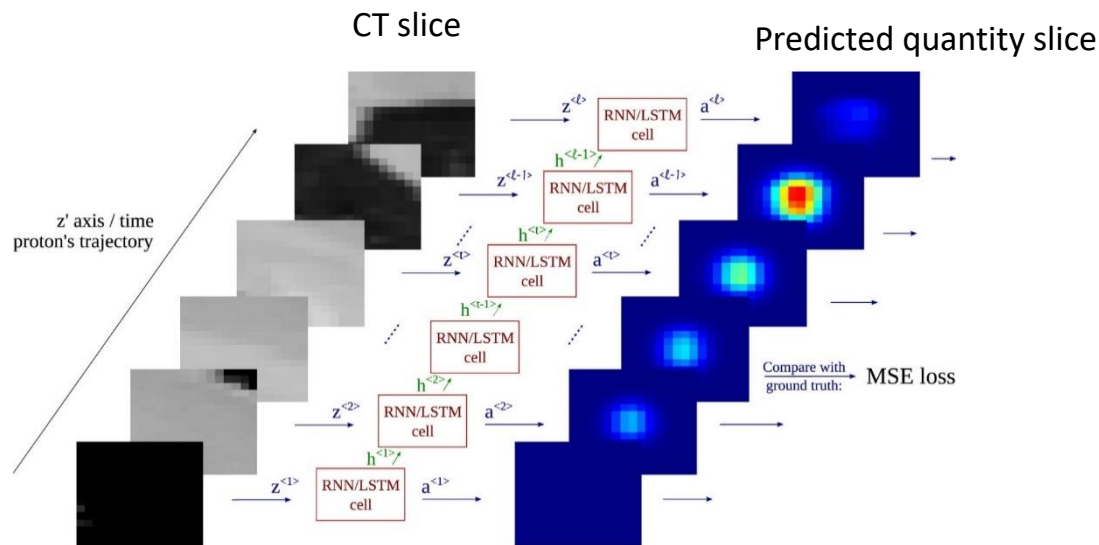 CT slice
Predicted quantity slice
z' axis / time
proton's trajectory
z<ℓ>
RNN/LSTM
cell
a<ℓ>
h<ℓ-1>
z<ℓ-1>
RNN/LSTM
cell
a<ℓ-1>
h<t>
z<t>
RNN/LSTM
cell
a<t>
h<t-1>
RNN/LSTM
cell
h<2>
z<2>
RNN/LSTM
cell
a<2>
h<1>
z<1>
RNN/LSTM
cell
a<1>
Compare with
ground truth:
MSE loss